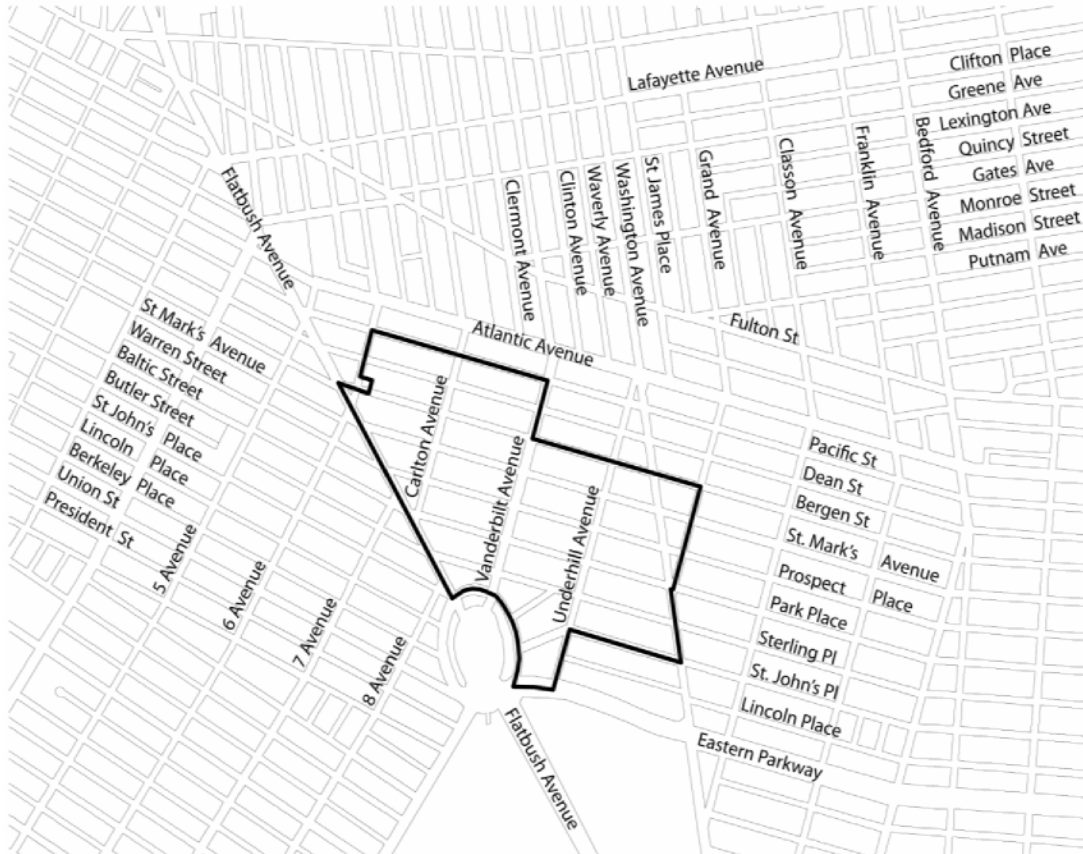 Lafayette Avenue
Clifton Place
Greene Ave
Lexington Ave
Quincy Street
Gates Ave
Monroe Street
Madison Street
Putnam Ave
Bedford Avenue
Franklin Avenue
Classon Avenue
Grand Avenue
St James Place
Washington Avenue
Waverly Avenue
Clinton Avenue
Clermont Avenue
Flatbush Avenue
Fulton St
Atlantic Avenue
St Mark's Avenue
Warren Street
Baltic Street
Butler Street
St John's Place
Lincoln Place
Berkeley Place
Union St
President St
5 Avenue
6 Avenue
7 Avenue
8 Avenue
Carlton Avenue
Vanderbilt Avenue
Underhill Avenue
Pacific St
Dean St
Bergen St
St. Mark's Avenue
Prospect Place
Park Place
Sterling Pl
St. John's Pl
Lincoln Place
Eastern Parkway
Flatbush Avenue